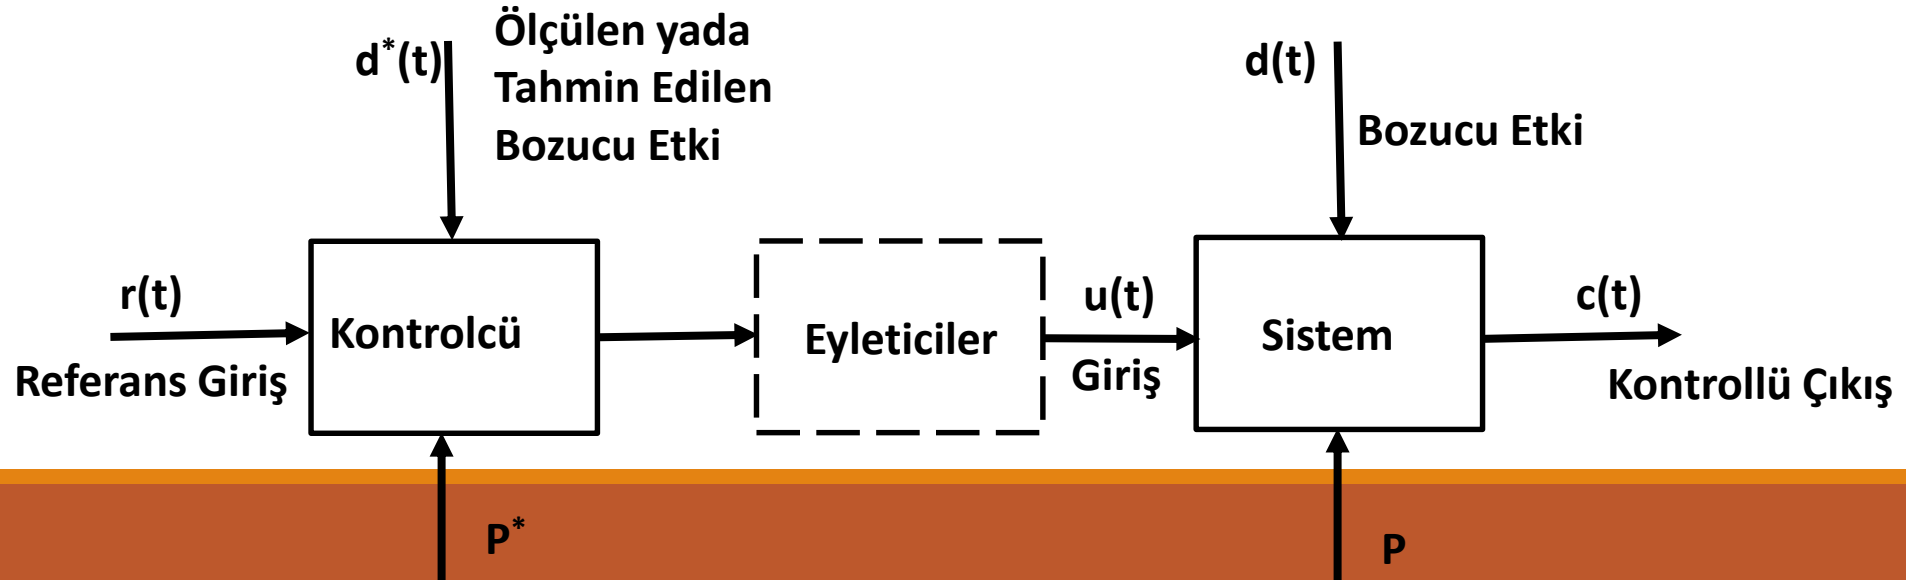 d*(t)
Ölçülen yada
Tahmin Edilen
Bozucu Etki
d(t)
Bozucu Etki
r(t)
Referans Giriş
Kontrolcü
Eyleticiler
u(t)
Giriş
Sistem
c(t)
Kontrollü Çıkış
P*
P